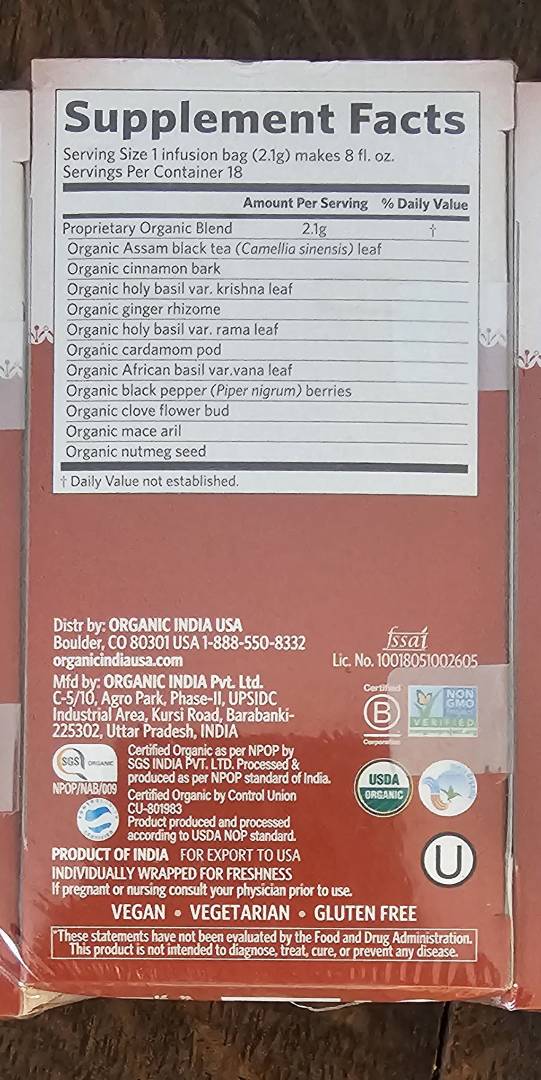 Supplement Facts
Serving Size 1 infusion bag (2.1g) makes 8 fl. oz.
Servings Per Container 18
Amount Per Serving % Daily Value
Proprietary Organic Blend 2.1g †
Organic Assam black tea (Camellia sinensis) leaf
Organic cinnamon bark
Organic holy basil var. krishna leaf
Organic ginger rhizome
Organic holy basil var. rama leaf
Organic cardamom pod
Organic African basil var.vana leaf
Organic black pepper (Piper nigrum) berries
Organic clove flower bud
Organic mace aril
Organic nutmeg seed
† Daily Value not established.
Distr by: ORGANIC INDIA USA
Boulder, CO 80301 USA 1-888-550-8332
organicindiausa.com
fssai
Lic. No. 10018051002605
Mfd by: ORGANIC INDIA Pvt. Ltd.
C-5/10, Agro Park, Phase-II, UPSIDC
Industrial Area, Kursi Road, Barabanki-
225302, Uttar Pradesh, INDIA
Certified
B
Corporation
NON
GMO
Project
VERIFIED
SGS ORGANIC
NPOP/NAB/009
Certified Organic as per NPOP by
SGS INDIA PVT. LTD. Processed &
produced as per NPOP standard of India.
Certified Organic by Control Union
CU-801983
Product produced and processed
according to USDA NOP standard.
USDA
ORGANIC
U
PRODUCT OF INDIA FOR EXPORT TO USA
INDIVIDUALLY WRAPPED FOR FRESHNESS
If pregnant or nursing consult your physician prior to use.
VEGAN • VEGETARIAN • GLUTEN FREE
*These statements have not been evaluated by the Food and Drug Administration.
This product is not intended to diagnose, treat, cure, or prevent any disease.